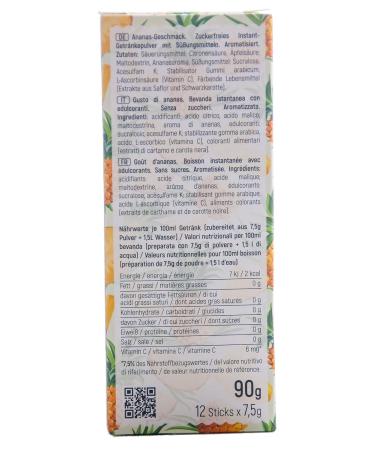 DE Ananas-Geschmack. Zuckerfreies Instant-
Getränkepulver mit Süßungsmitteln. Aromatisiert.
Zutaten: Säuerungsmittel, Citronensäure, Apfelsäure,
Maltodextrin, Ananasaroma, Süßungsmittel: Sucralose,
Acesulfam K; Stabilisator Gummi arabicum,
L-Ascorbinsäure (Vitamin C), Färbende Lebensmittel
(Extrakte aus Saflor und Schwarzkarotte).
IT Gusto di ananas. Bevanda istantanea con
edulcoranti. Senza zuccheri. Aromatizzata.
Ingredienti: acidificanti: acido citrico, acido malico,
maltodestrina, aroma di ananas, edulcoranti:
sucralosio, acesulfame K; stabilizzante gomma arabica,
acido L-ascorbico (vitamina C), coloranti alimentari
(estratti di cartamo e carota nera).
FR Goût d'ananas. Boisson instantanée avec
edulcorants. Sans sucre. Aromatisée. Ingrédients:
acidifiants acide citrique, acide malique,
maltodextrine, arôme d'ananas, edulcorants:
sucralose, acésulfame K; stabilisant gomme arabique,
acide L-ascorbique (vitamine C), aliments colorants
(extraits de carthame et de carotte noire).
Nährwerte je 100ml Getränk (zubereitet aus 7,5g
Pulver + 1,5L Wasser) / Valori nutrizionali per 100ml
bevanda (preparata con 7,5g di polvere + 1,5 l di
acqua) / Valeurs nutritionnelles pour 100ml boisson
(préparation de 7,5g de poudre + 1,5 l d'eau)
Energie / energia / énergie 7 kj / 2 kcal
Fett / grassi / matières grasses 0 g
davon gesättigte Fettsäuren / di cui
acidi grassi saturi / dont acides gras saturés 0 g
Kohlenhydrate / carboidrati / glucides 0 g
davon Zucker / di cui zuccheri / dont sucres 0 g
Eiweiß / proteine / protéines 0 g
Salz / sale / sel 0 g
Vitamin C / vitamina C / vitamine C 6 mg*
*7,5% des Nährstoffbezugswertes / del valore nutritivo
di riferimento / de valeur nutritionnelle de référence
90g
12 Sticks x 7,5g